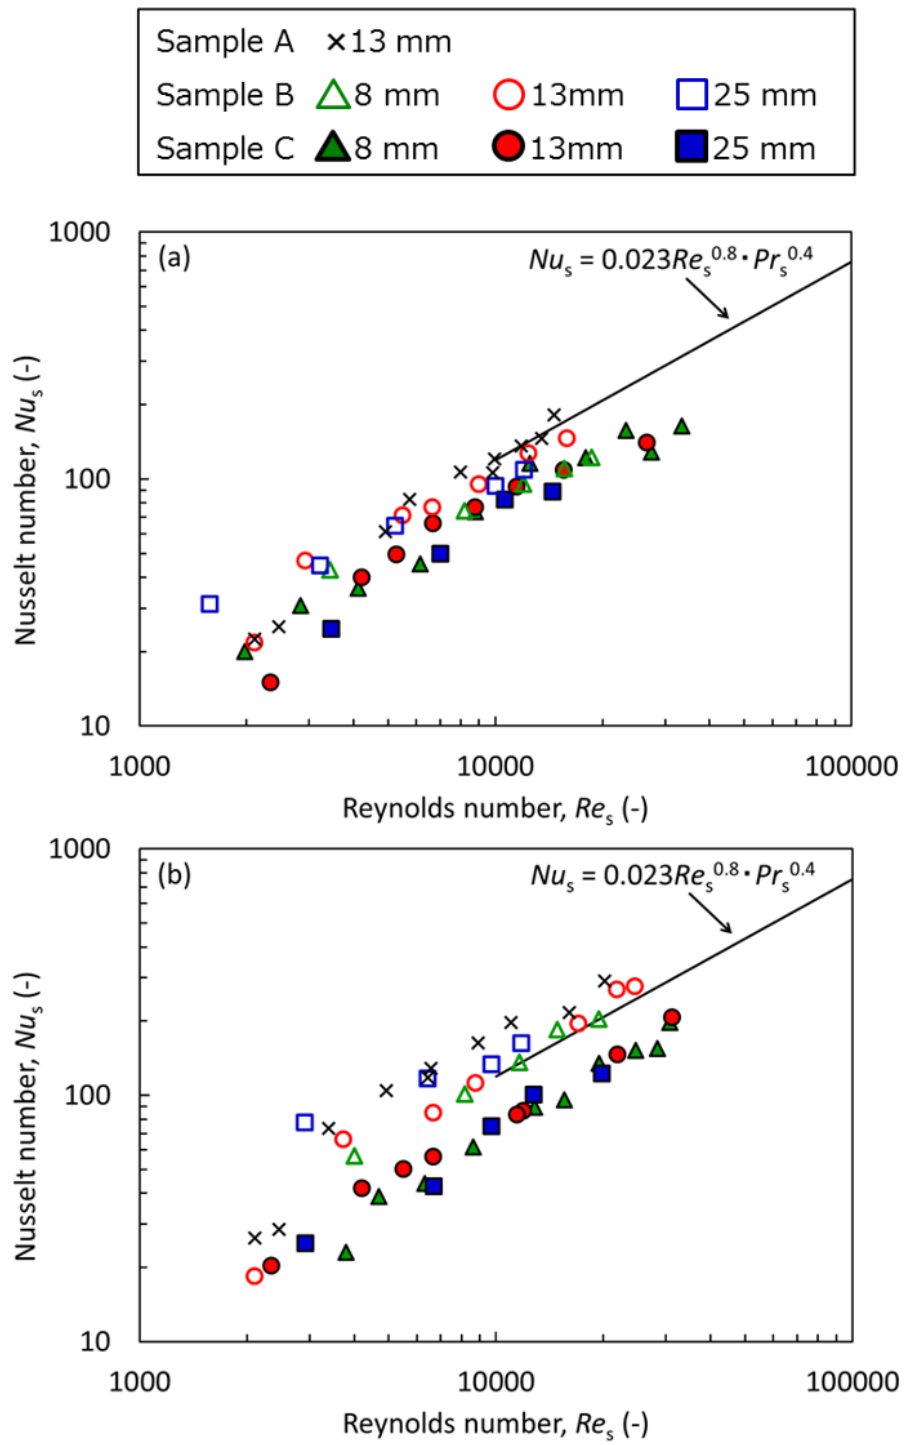 Sample A ×13 mm
Sample B 8 mm 13mm 25 mm
Sample C 8 mm 13mm 25 mm
(a)
Nuₛ = 0.023Reₛ⁰·⁸・Prₛ⁰·⁴
1000
100
10
Nusselt number, Nuₛ (-)
1000 10000 100000
Reynolds number, Reₛ (-)
(b)
Nuₛ = 0.023Reₛ⁰·⁸・Prₛ⁰·⁴
1000
100
10
Nusselt number, Nuₛ (-)
1000 10000 100000
Reynolds number, Reₛ (-)